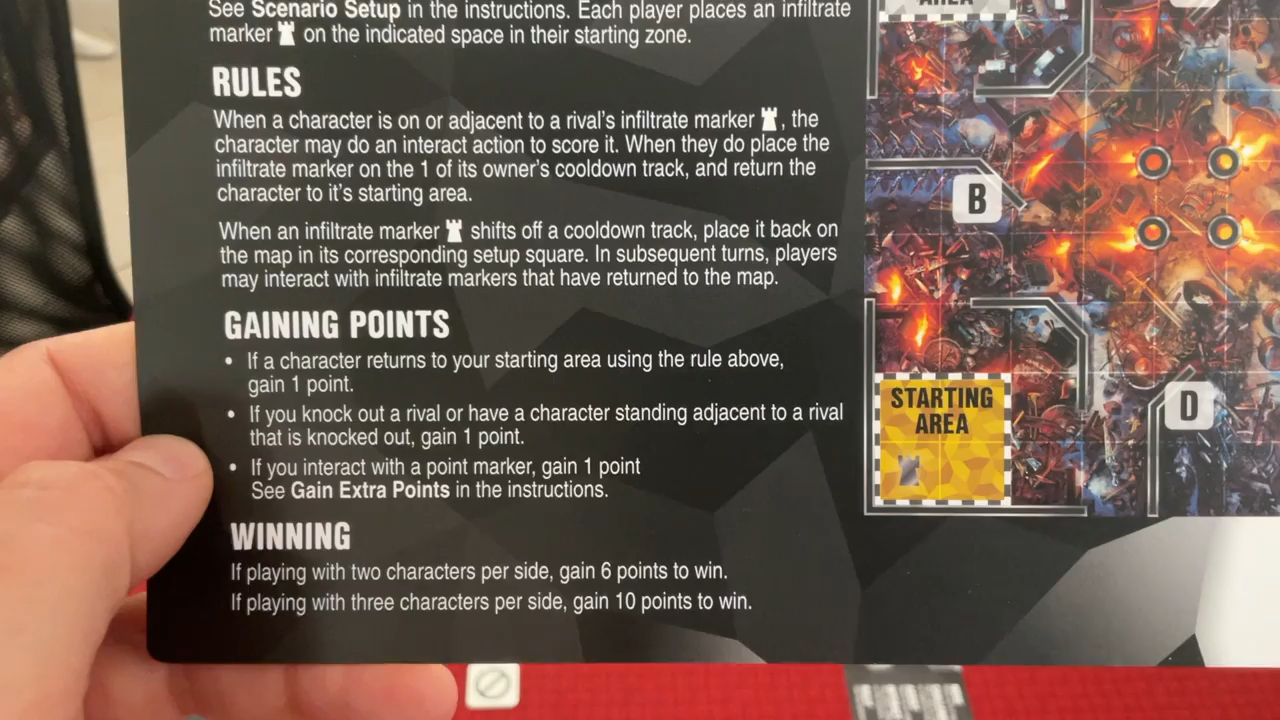 See Scenario Setup in the instructions. Each player places an infiltrate
marker on the indicated space in their starting zone.
RULES
When a character is on or adjacent to a rival's infiltrate marker , the
character may do an interact action to score it. When they do place the
infiltrate marker on the 1 of its owner's cooldown track, and return the
character to it's starting area.
When an infiltrate marker shifts off a cooldown track, place it back on
the map in its corresponding setup square. In subsequent turns, players
may interact with infiltrate markers that have returned to the map.
GAINING POINTS
• If a character returns to your starting area using the rule above,
gain 1 point.
• If you knock out a rival or have a character standing adjacent to a rival
that is knocked out, gain 1 point.
• If you interact with a point marker, gain 1 point
See Gain Extra Points in the instructions.
WINNING
If playing with two characters per side, gain 6 points to win.
If playing with three characters per side, gain 10 points to win.
AREA
B
D
STARTING
AREA